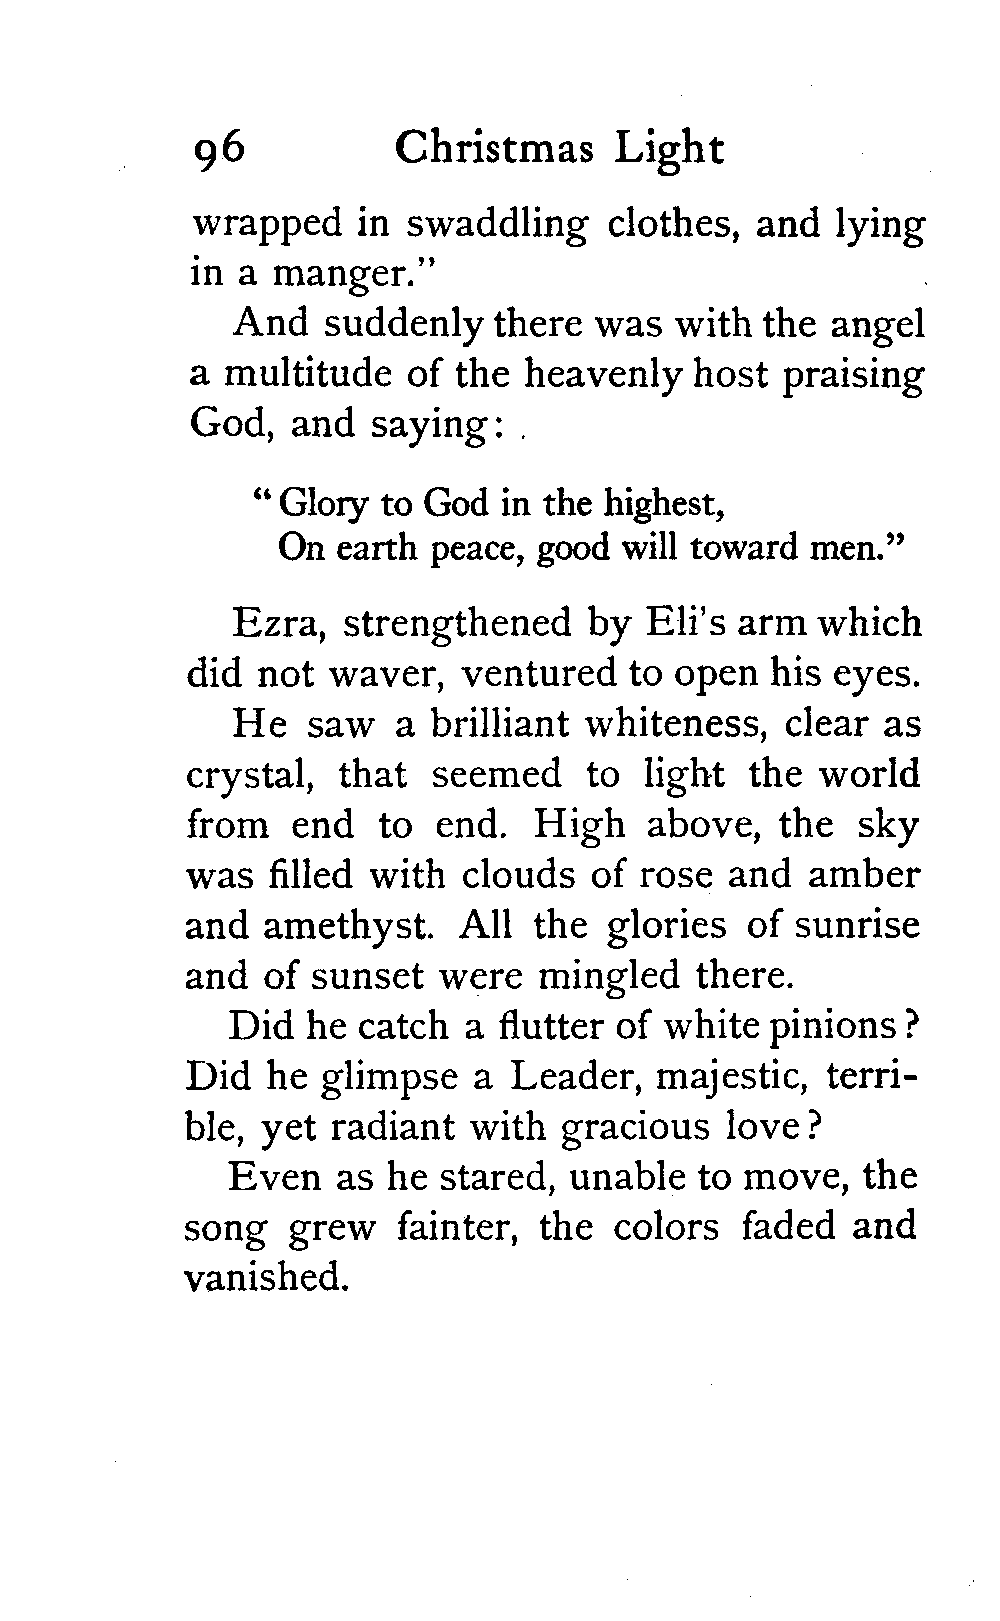 96 Christmas Light
wrapped in swaddling clothes, and lying
in a manger."
And suddenly there was with the angel
a multitude of the heavenly host praising
God, and saying:
"Glory to God in the highest,
On earth peace, good will toward men."
Ezra, strengthened by Eli's arm which
did not waver, ventured to open his eyes.
He saw a brilliant whiteness, clear as
crystal, that seemed to light the world
from end to end. High above, the sky
was filled with clouds of rose and amber
and amethyst. All the glories of sunrise
and of sunset were mingled there.
Did he catch a flutter of white pinions?
Did he glimpse a Leader, majestic, terri-
ble, yet radiant with gracious love?
Even as he stared, unable to move, the
song grew fainter, the colors faded and
vanished.